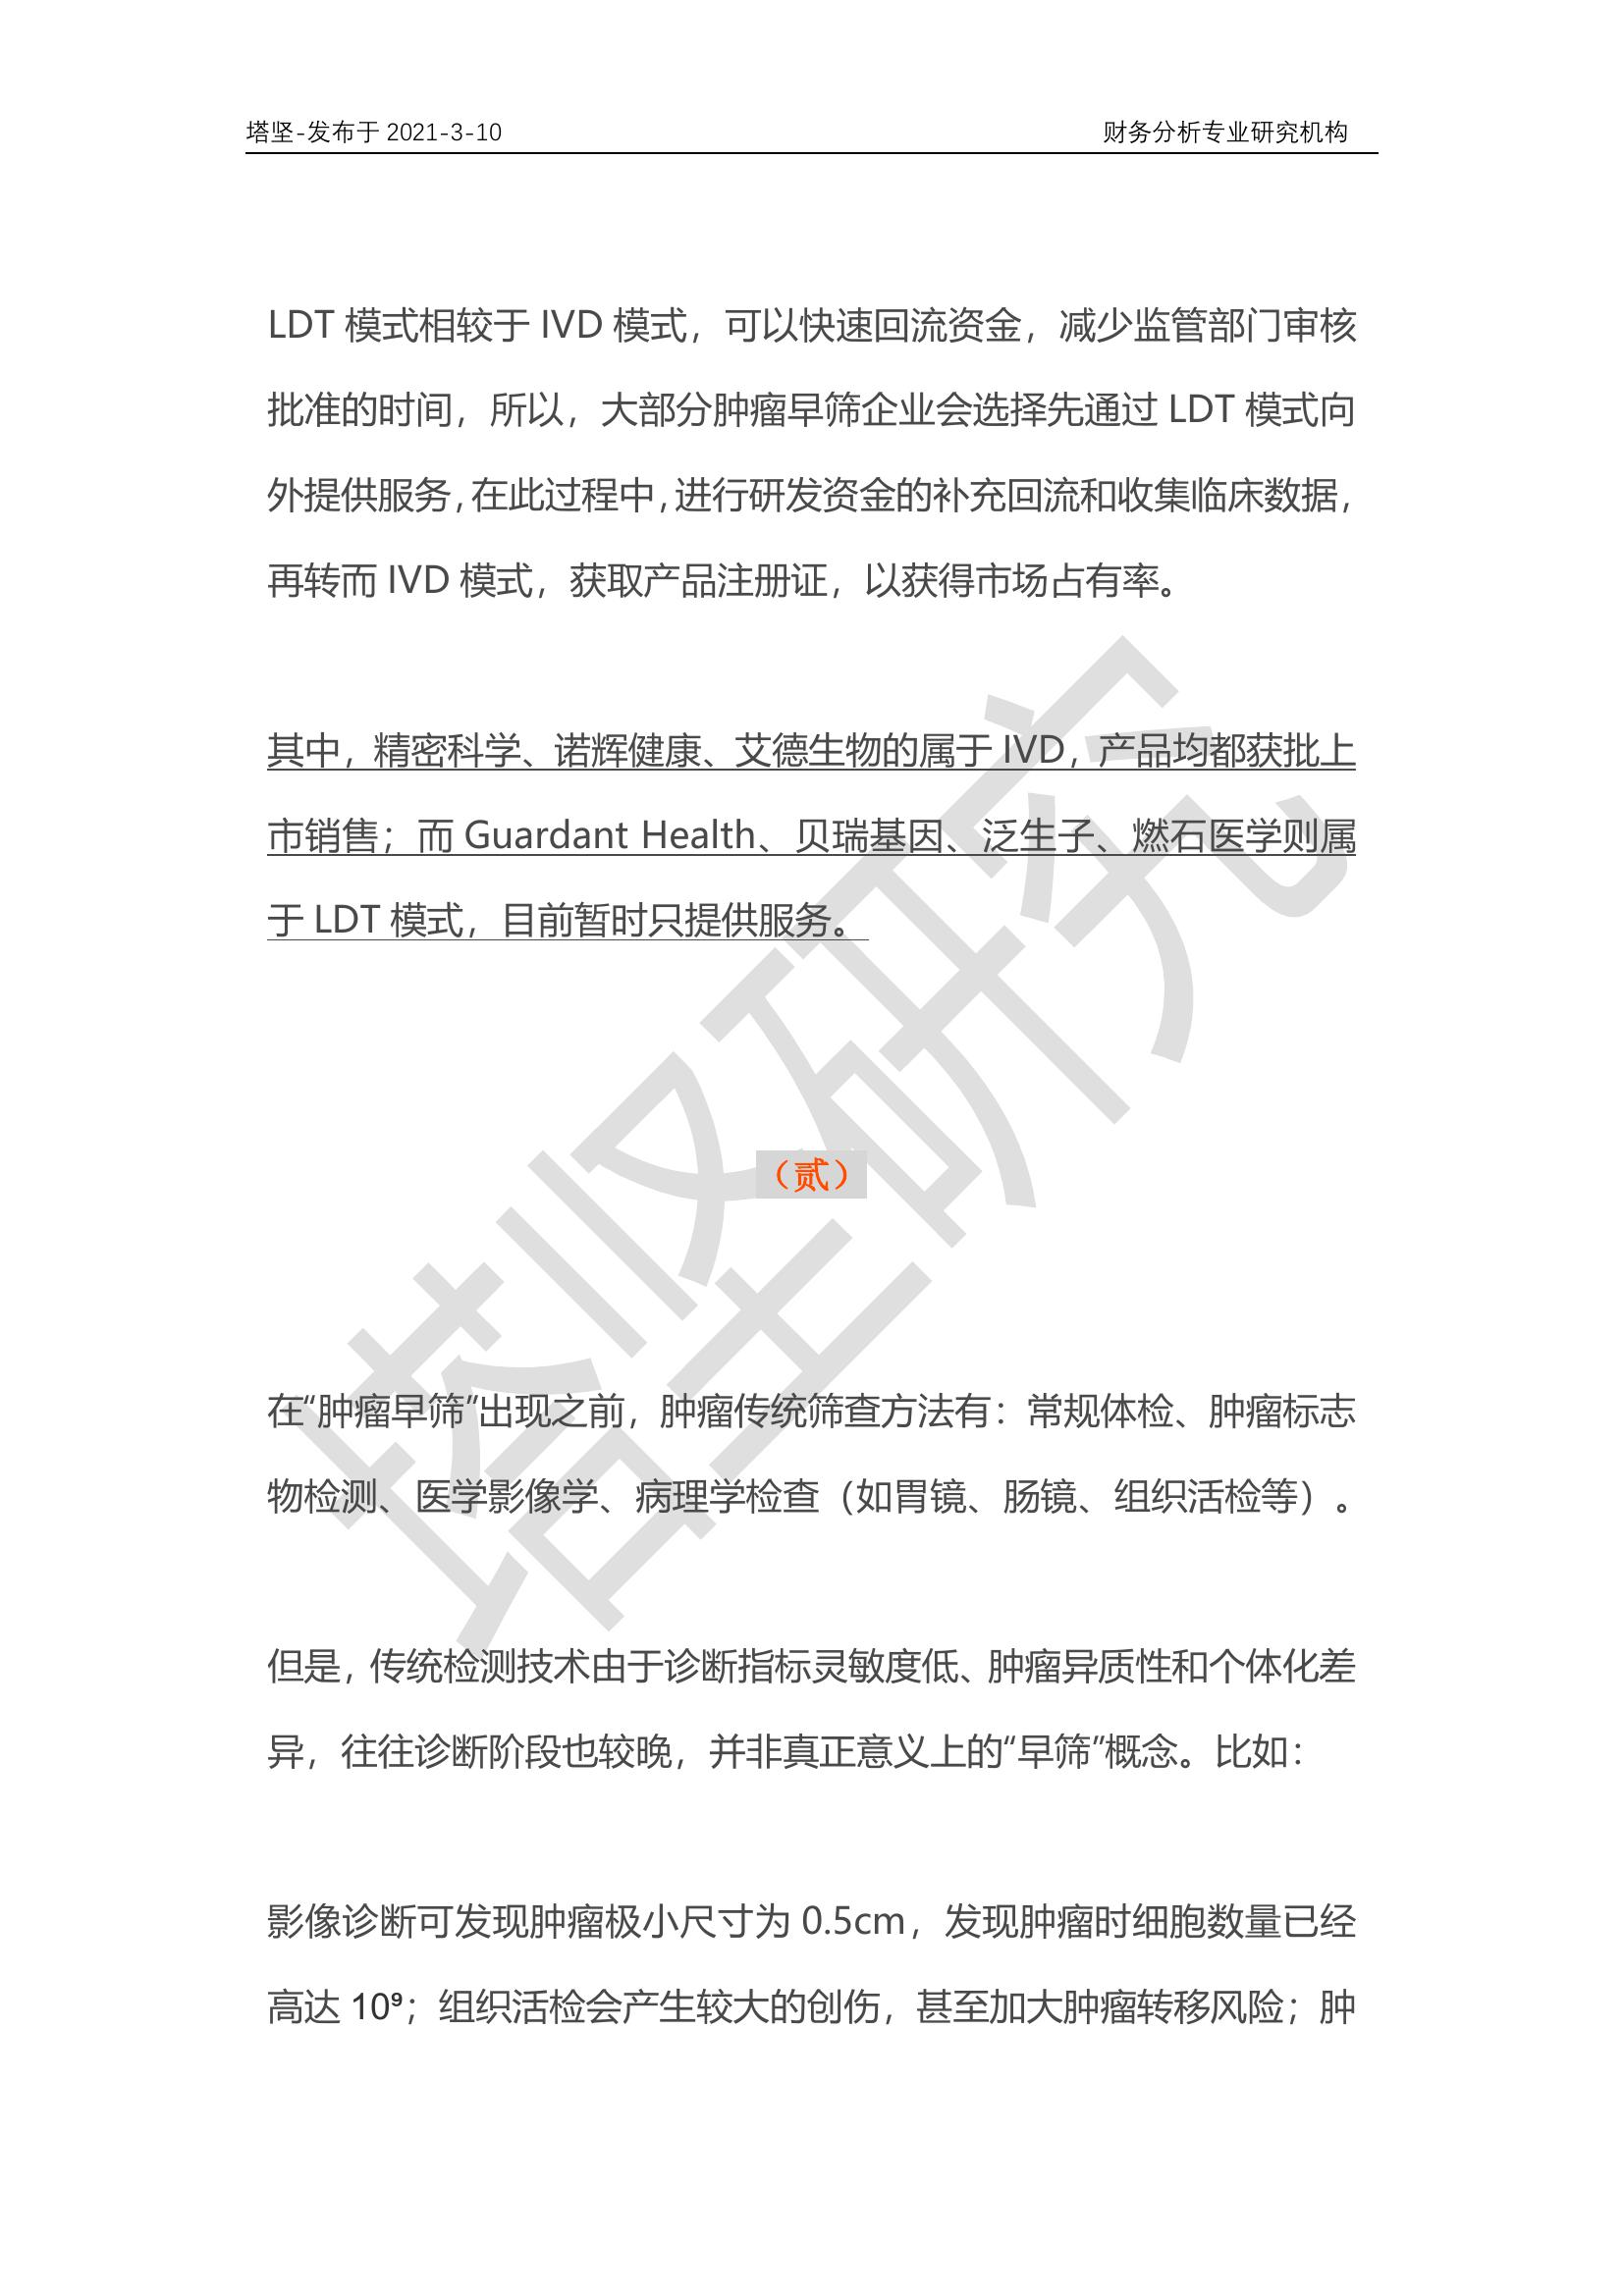 塔坚-发布于 2021-3-10 财务分析专业研究机构
LDT 模式相较于 IVD 模式，可以快速回流资金，减少监管部门审核
批准的时间，所以，大部分肿瘤早筛企业会选择先通过 LDT 模式向
外提供服务，在此过程中，进行研发资金的补充回流和收集临床数据，
再转而 IVD 模式，获取产品注册证，以获得市场占有率。
其中，精密科学、诺辉健康、艾德生物的属于 IVD，产品均都获批上
市销售；而 Guardant Health、贝瑞基因、泛生子、燃石医学则属
于 LDT 模式，目前暂时只提供服务。
（贰）
在“肿瘤早筛”出现之前，肿瘤传统筛查方法有：常规体检、肿瘤标志
物检测、医学影像学、病理学检查（如胃镜、肠镜、组织活检等）。
但是，传统检测技术由于诊断指标灵敏度低、肿瘤异质性和个体化差
异，往往诊断阶段也较晚，并非真正意义上的“早筛”概念。比如：
影像诊断可发现肿瘤极小尺寸为 0.5cm，发现肿瘤时细胞数量已经
高达 10⁹；组织活检会产生较大的创伤，甚至加大肿瘤转移风险；肿
塔坚研究